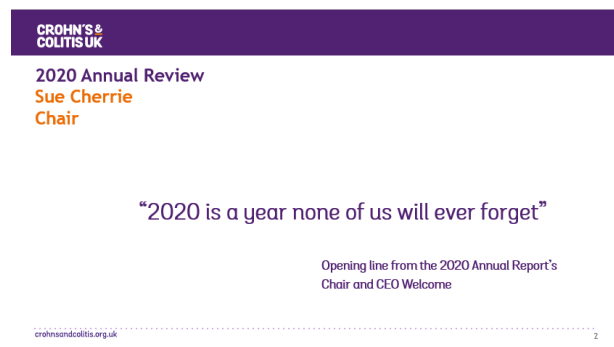 CROHN'S &
COLITIS UK
2020 Annual Review
Sue Cherrie
Chair
“2020 is a year none of us will ever forget”
Opening line from the 2020 Annual Report's
Chair and CEO Welcome
crohnsandcolitis.org.uk
2